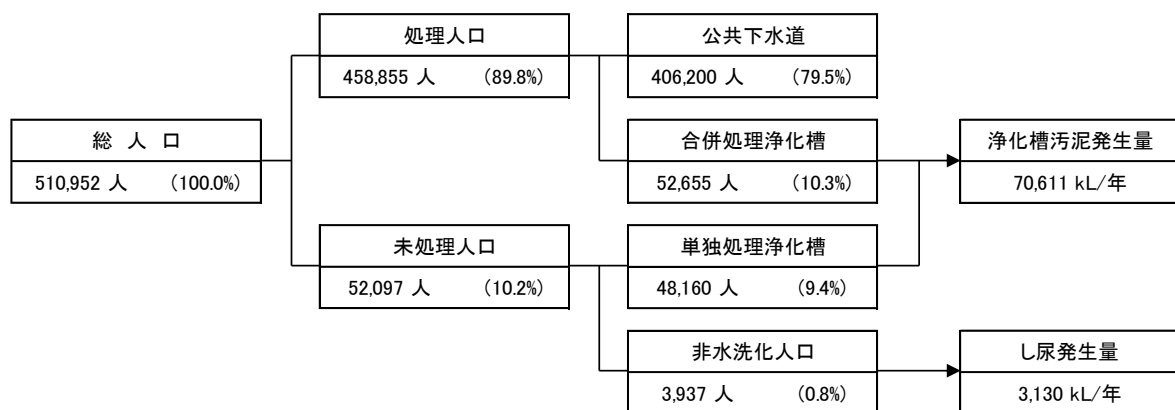 処理人口
458,855 人 (89.8%)
公共下水道
406,200 人 (79.5%)
総 人 口
510,952 人 (100.0%)
合併処理浄化槽
52,655 人 (10.3%)
浄化槽汚泥発生量
70,611 kL/年
未処理人口
52,097 人 (10.2%)
単独処理浄化槽
48,160 人 (9.4%)
非水洗化人口
3,937 人 (0.8%)
し尿発生量
3,130 kL/年